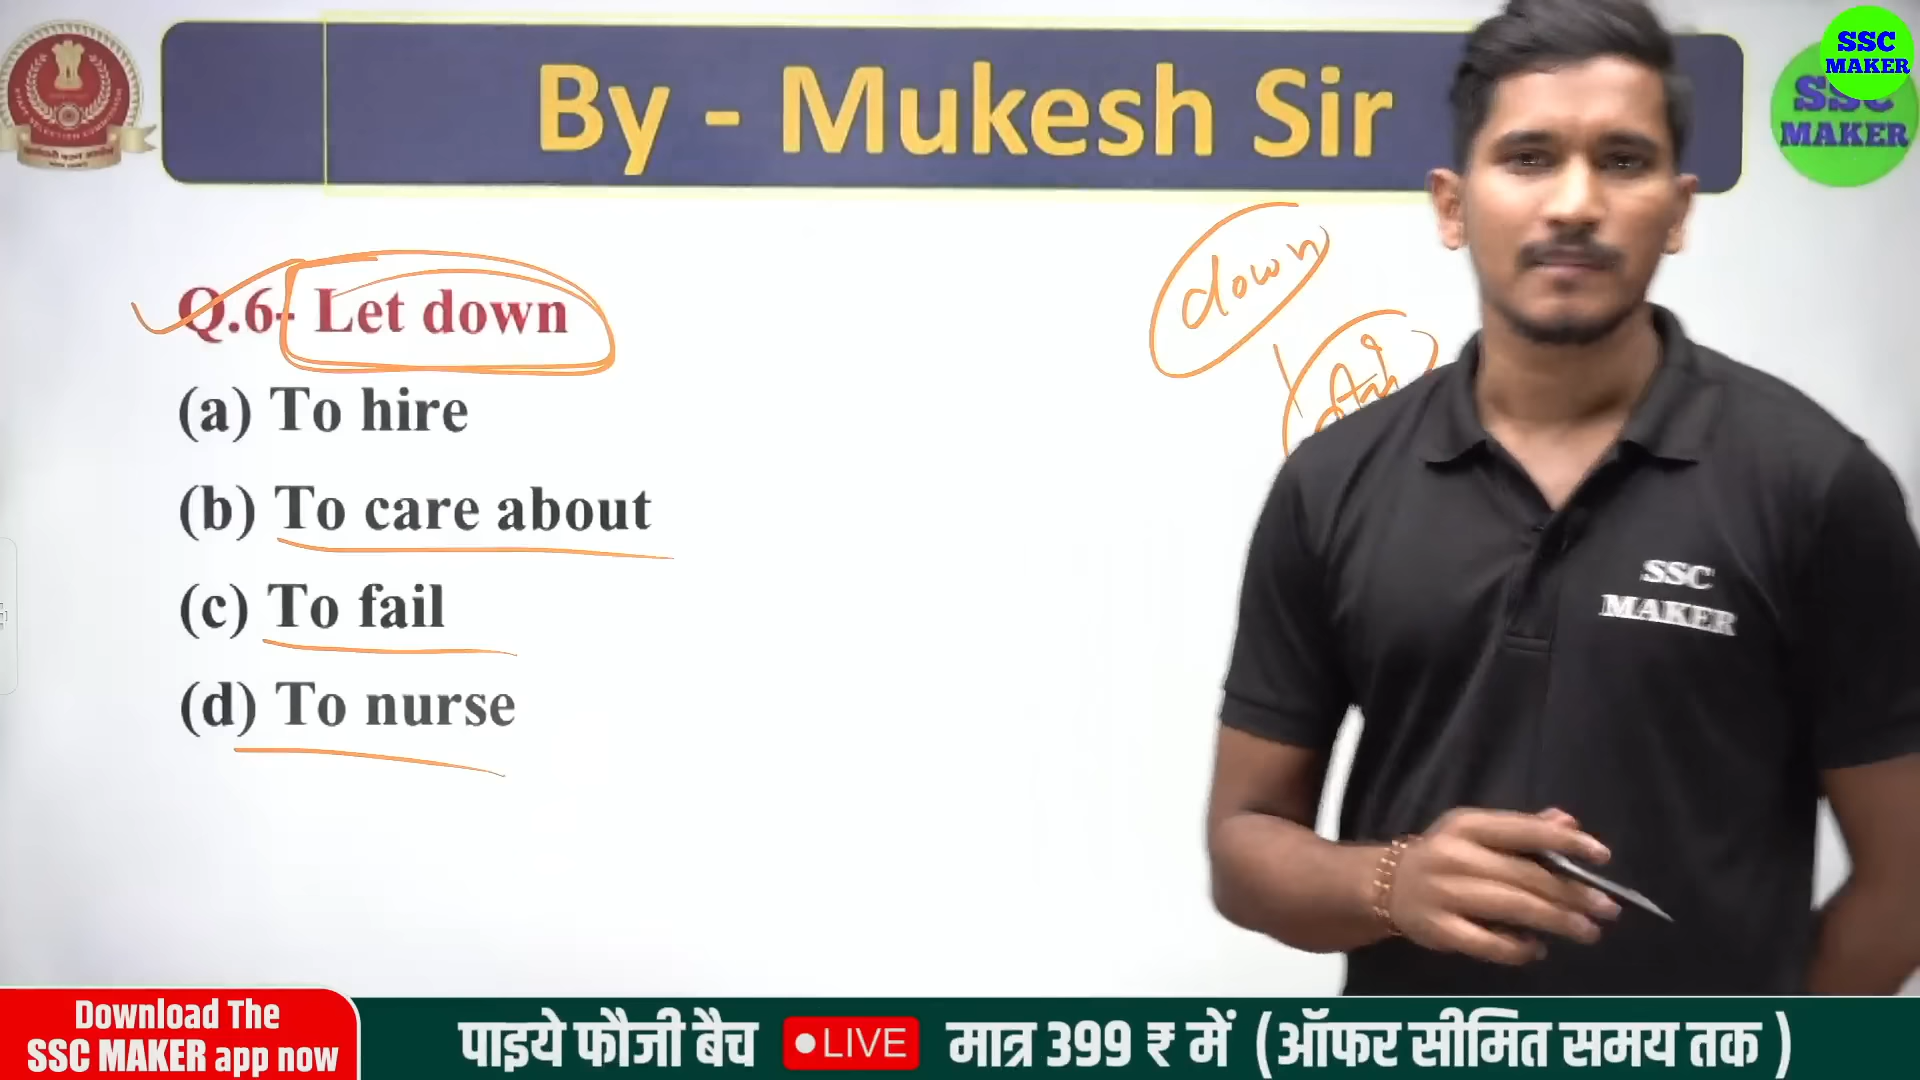 By - Mukesh Sir
SSC
MAKER
SSC
MAKER
down
Q.6- Let down
(a) To hire
(b) To care about
(c) To fail
(d) To nurse
SSC
MAKER
Download The
SSC MAKER app now
पाइये फौजी बैच LIVE मात्र 399 ₹ में (ऑफर सीमित समय तक )